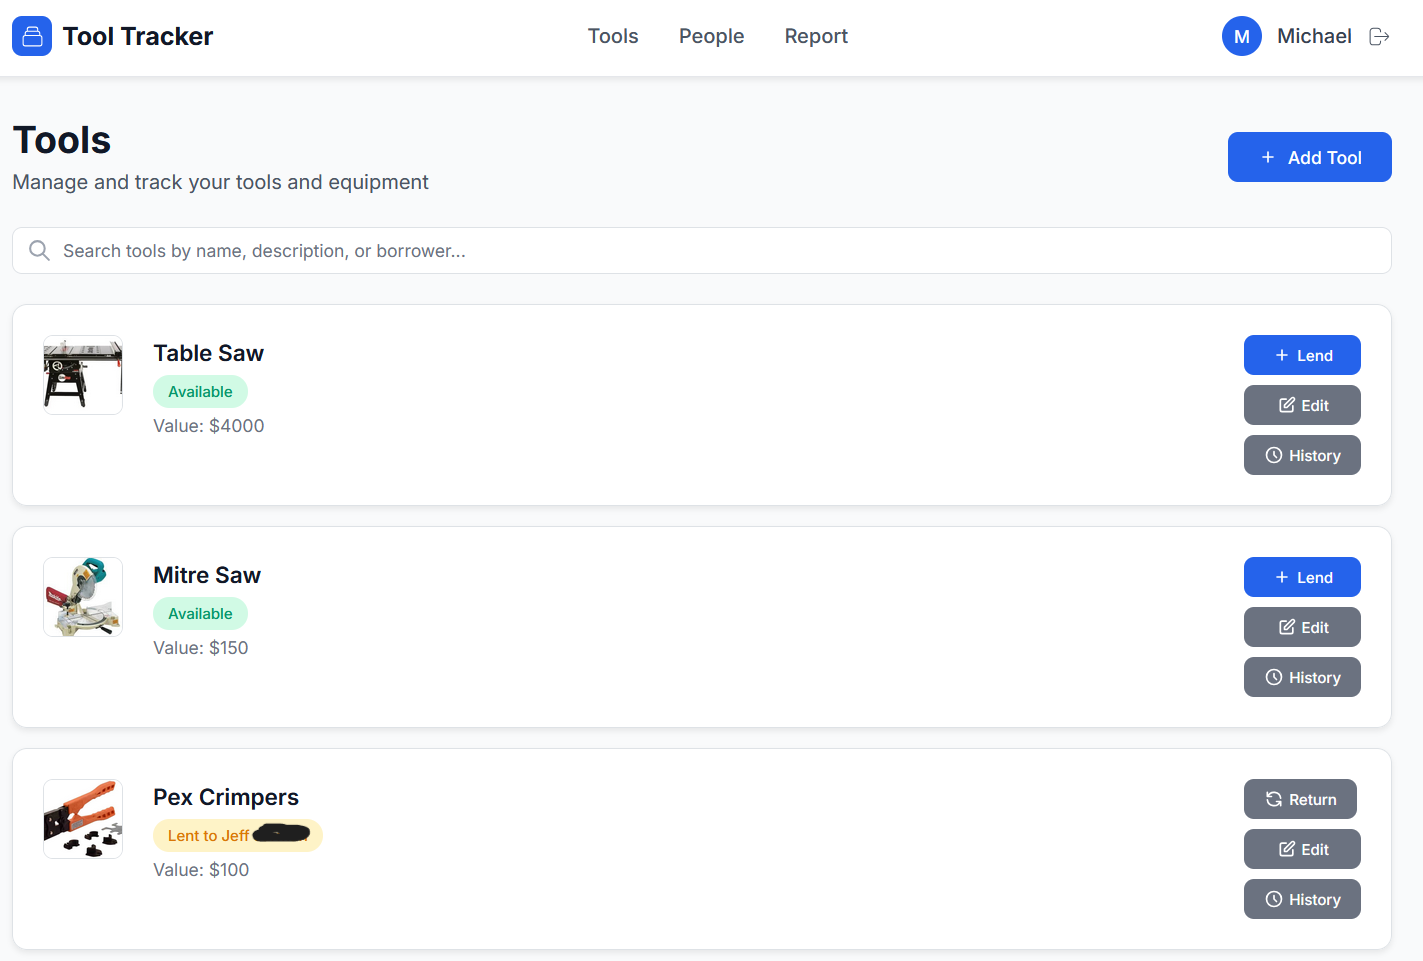 Tool Tracker
Tools People Report
M Michael
Tools
Manage and track your tools and equipment
+ Add Tool
Search tools by name, description, or borrower...
Table Saw
Available
Value: $4000
+ Lend
Edit
History
Mitre Saw
Available
Value: $150
+ Lend
Edit
History
Pex Crimpers
Lent to Jeff
Value: $100
Return
Edit
History